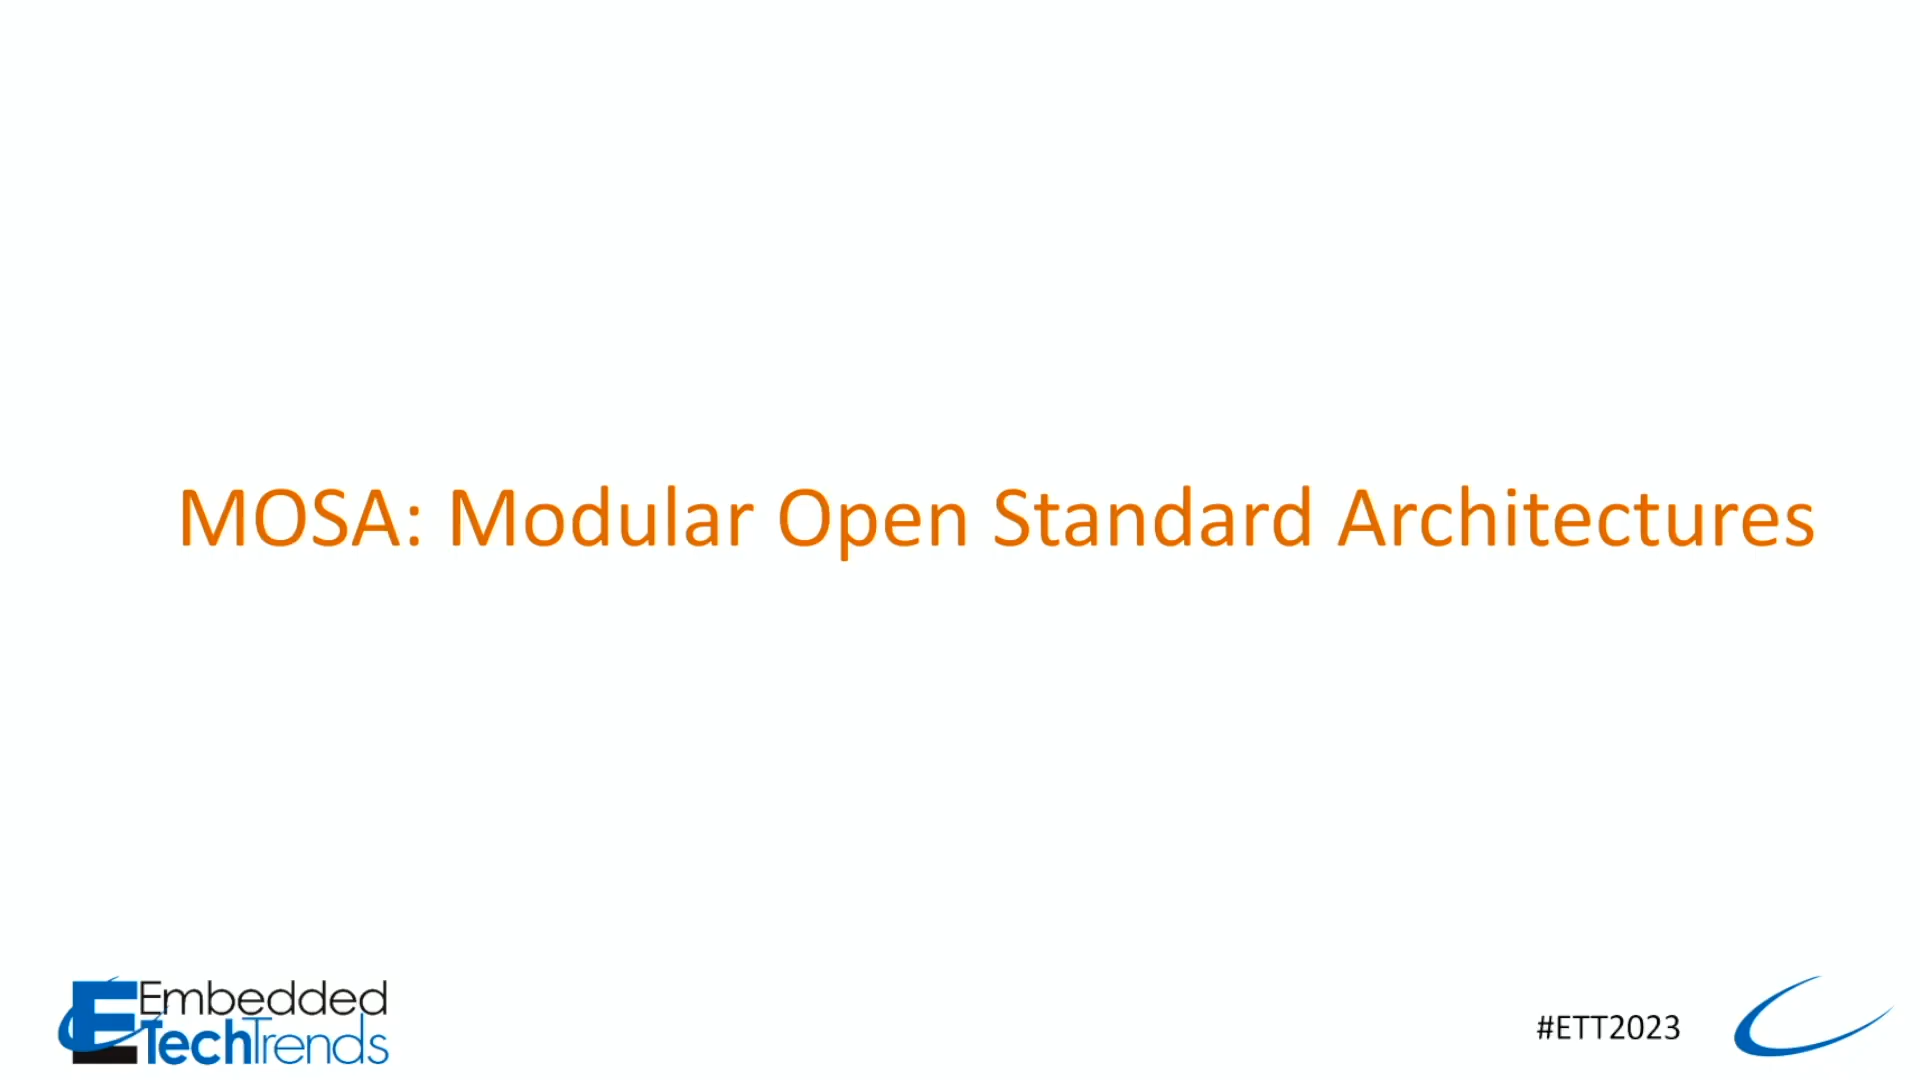 MOSA: Modular Open Standard Architectures
Embedded
TechTrends
#ETT2023